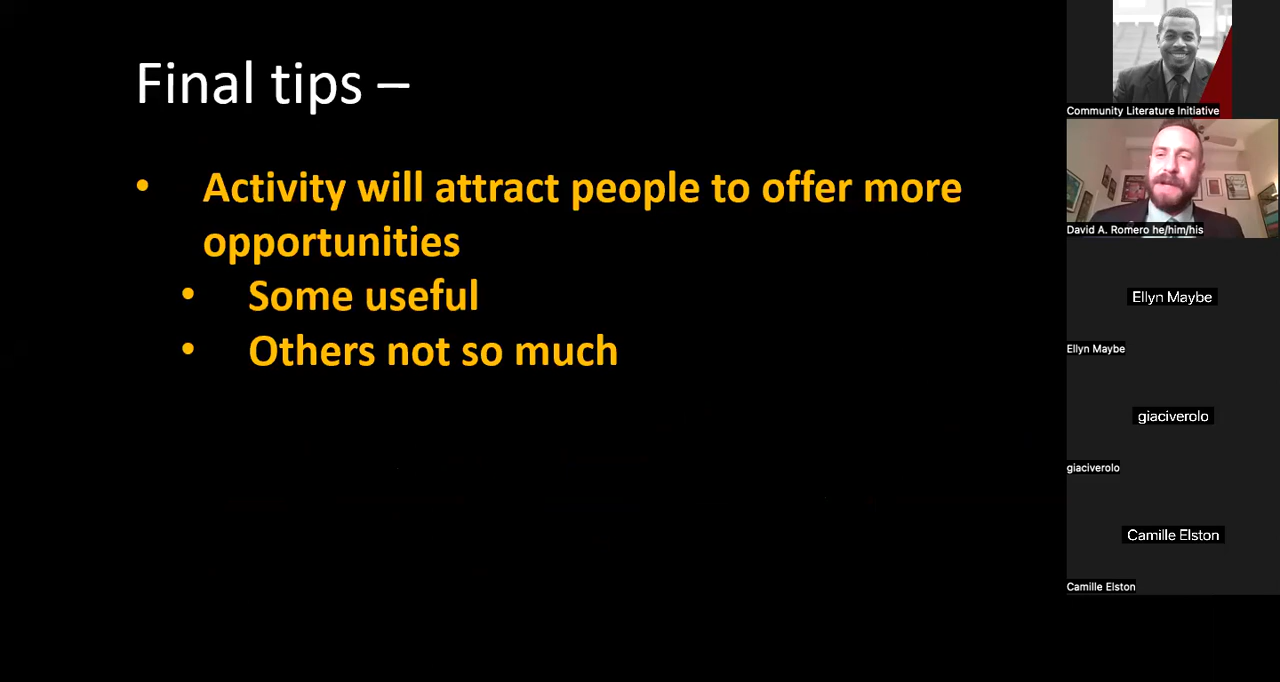 Final tips –
• Activity will attract people to offer more
opportunities
• Some useful
• Others not so much
Community Literature Initiative
David A. Romero he/him/his
Ellyn Maybe
Ellyn Maybe
giaciverolo
giaciverolo
Camille Elston
Camille Elston